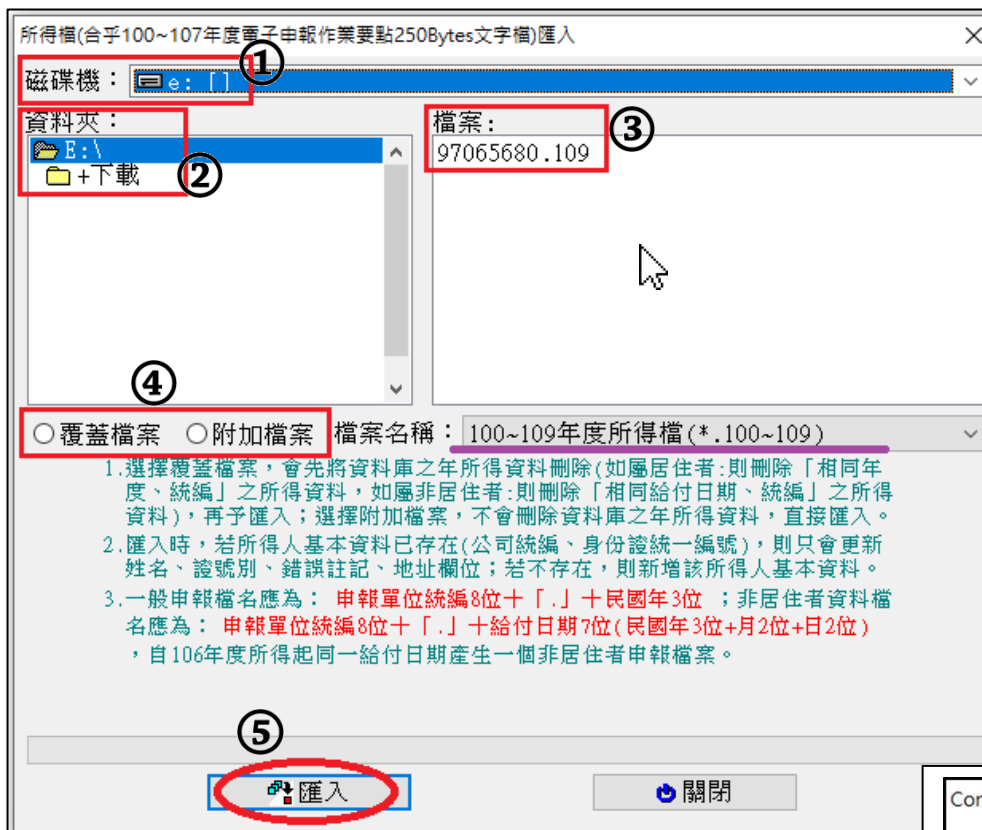 所得檔(合乎100~107年度電子申報作業要點250Bytes文字檔)匯入
磁碟機： e: [] ①
資料夾：
E:\
+下載
②
檔案:
97065680.109
③
④
覆蓋檔案 附加檔案 檔案名稱： 100~109年度所得檔(*.100~109)
1.選擇覆蓋檔案，會先將資料庫之年所得資料刪除(如屬居住者:則刪除「相同年
度、統編」之所得資料，如屬非居住者:則刪除「相同給付日期、統編」之所得
資料)，再予匯入；選擇附加檔案，不會刪除資料庫之年所得資料，直接匯入。
2.匯入時，若所得人基本資料已存在(公司統編、身份證統一編號)，則只會更新
姓名、證號別、錯誤註記、地址欄位；若不存在，則新增該所得人基本資料。
3.一般申報檔名應為： 申報單位統編8位＋「.」＋民國年3位 ；非居住者資料檔
名應為： 申報單位統編8位＋「.」＋給付日期7位(民國年3位+月2位+日2位)
，自106年度所得起同一給付日期產生一個非居住者申報檔案。
⑤
匯入 關閉
Con